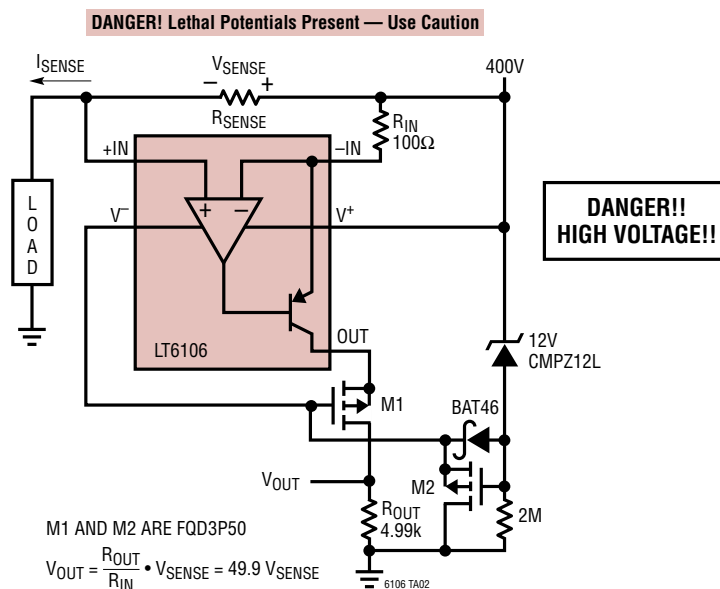 DANGER! Lethal Potentials Present — Use Caution
ISENSE
VSENSE
– +
RSENSE
400V
RIN
100Ω
+IN
–IN
LOAD
V–
+ –
V+
DANGER!!
HIGH VOLTAGE!!
OUT
LT6106
12V
CMPZ12L
M1
BAT46
VOUT
M2
ROUT
4.99k
2M
M1 AND M2 ARE FQD3P50
VOUT = ROUT/RIN • VSENSE = 49.9 VSENSE
6106 TA02